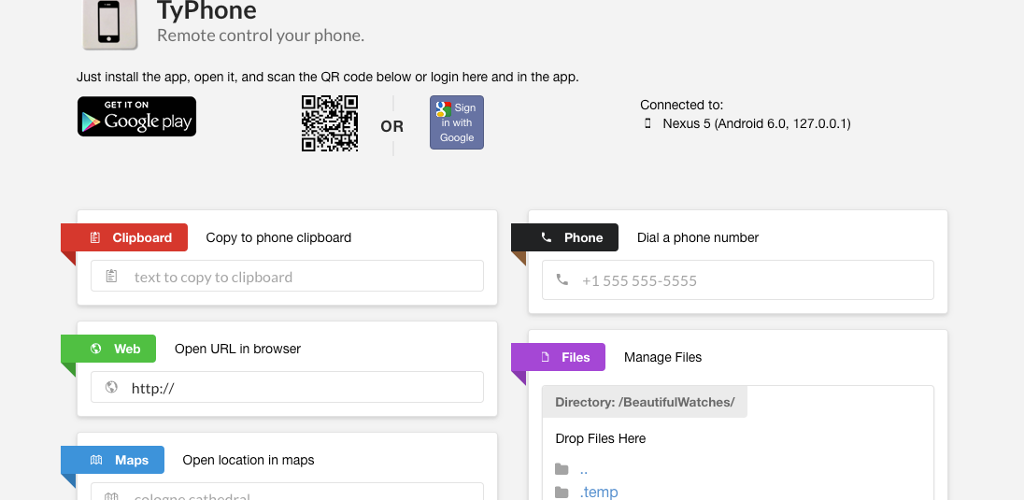 TyPhone
Remote control your phone.
Just install the app, open it, and scan the QR code below or login here and in the app.
GET IT ON
Google play
OR
Sign
in with
Google
Connected to:
Nexus 5 (Android 6.0, 127.0.0.1)
Clipboard
Copy to phone clipboard
text to copy to clipboard
Web
Open URL in browser
http://
Maps
Open location in maps
cologne cathedral
Phone
Dial a phone number
+1 555 555-5555
Files
Manage Files
Directory: /BeautifulWatches/
Drop Files Here
..
.temp